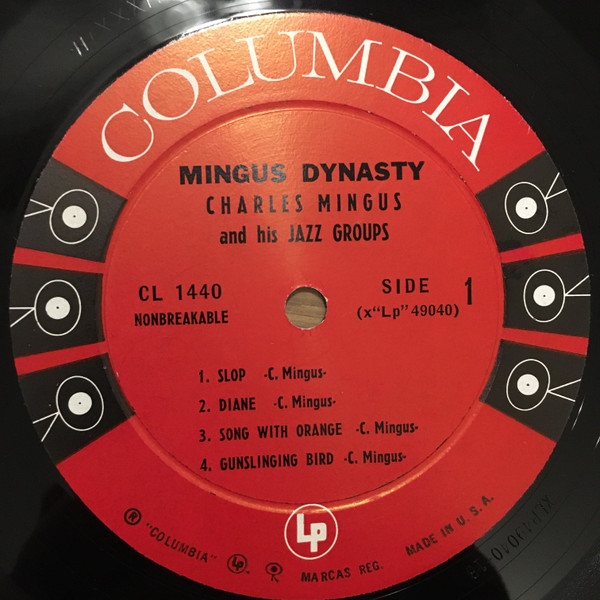 COLUMBIA
MINGUS DYNASTY
CHARLES MINGUS
and his JAZZ GROUPS
CL 1440
NONBREAKABLE
SIDE 1
(x"Lp" 49040)
1. SLOP -C. Mingus-
2. DIANE -C. Mingus-
3. SONG WITH ORANGE -C. Mingus-
4. GUNSLINGING BIRD -C. Mingus-
Lp
® "COLUMBIA" Lp. MARCAS REG. MADE IN U. S. A.